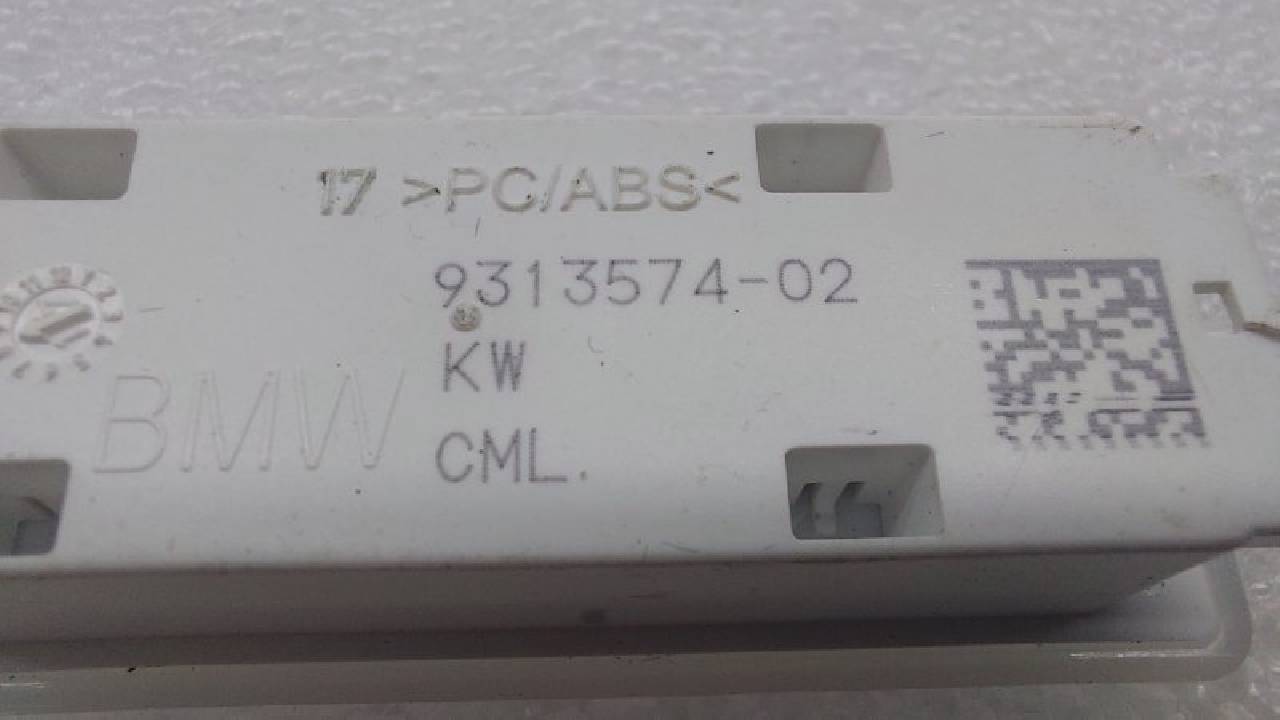 17 >PC/ABS<
9313574-02
KW
BMW
CML.